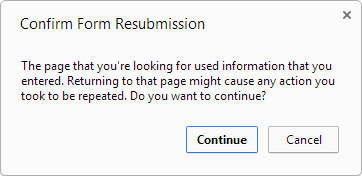 Confirm Form Resubmission
The page that you're looking for used information that you
entered. Returning to that page might cause any action you
took to be repeated. Do you want to continue?
Continue Cancel